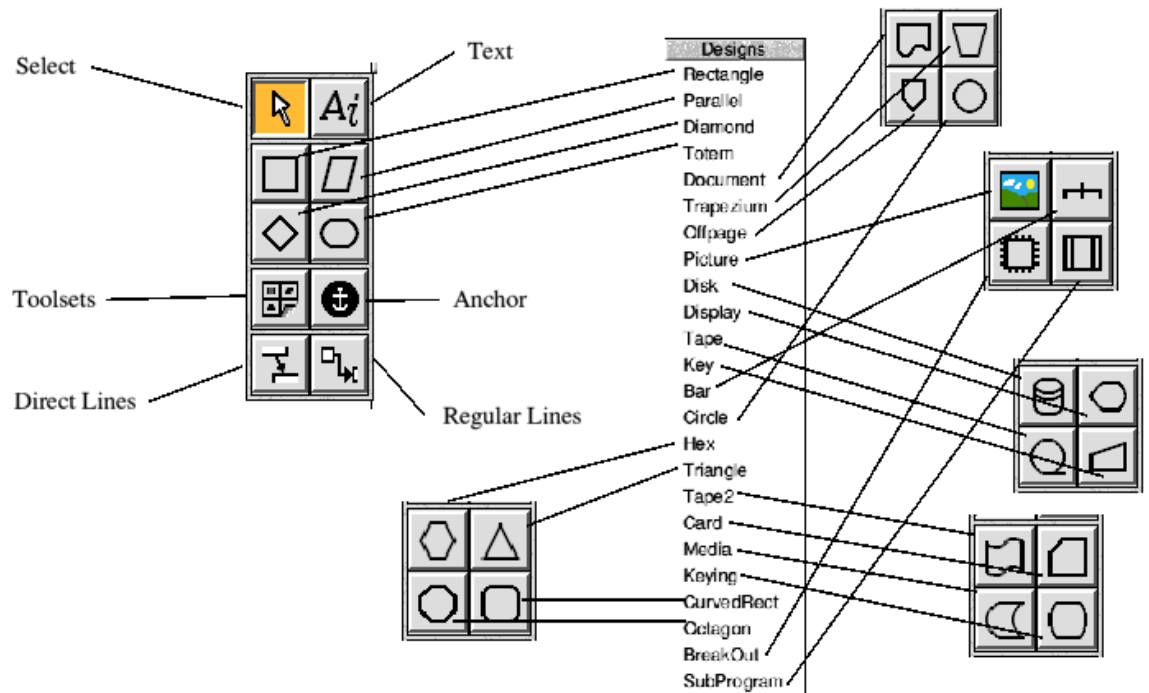 Select
Text
Ai
Toolsets
Anchor
Direct Lines
Regular Lines
Designs
Rectangle
Parallel
Diamond
Totem
Document
Trapezium
Offpage
Picture
Disk
Display
Tape
Key
Bar
Circle
Hex
Triangle
Tape2
Card
Media
Keying
CurvedRect
Octagon
BreakOut
SubProgram